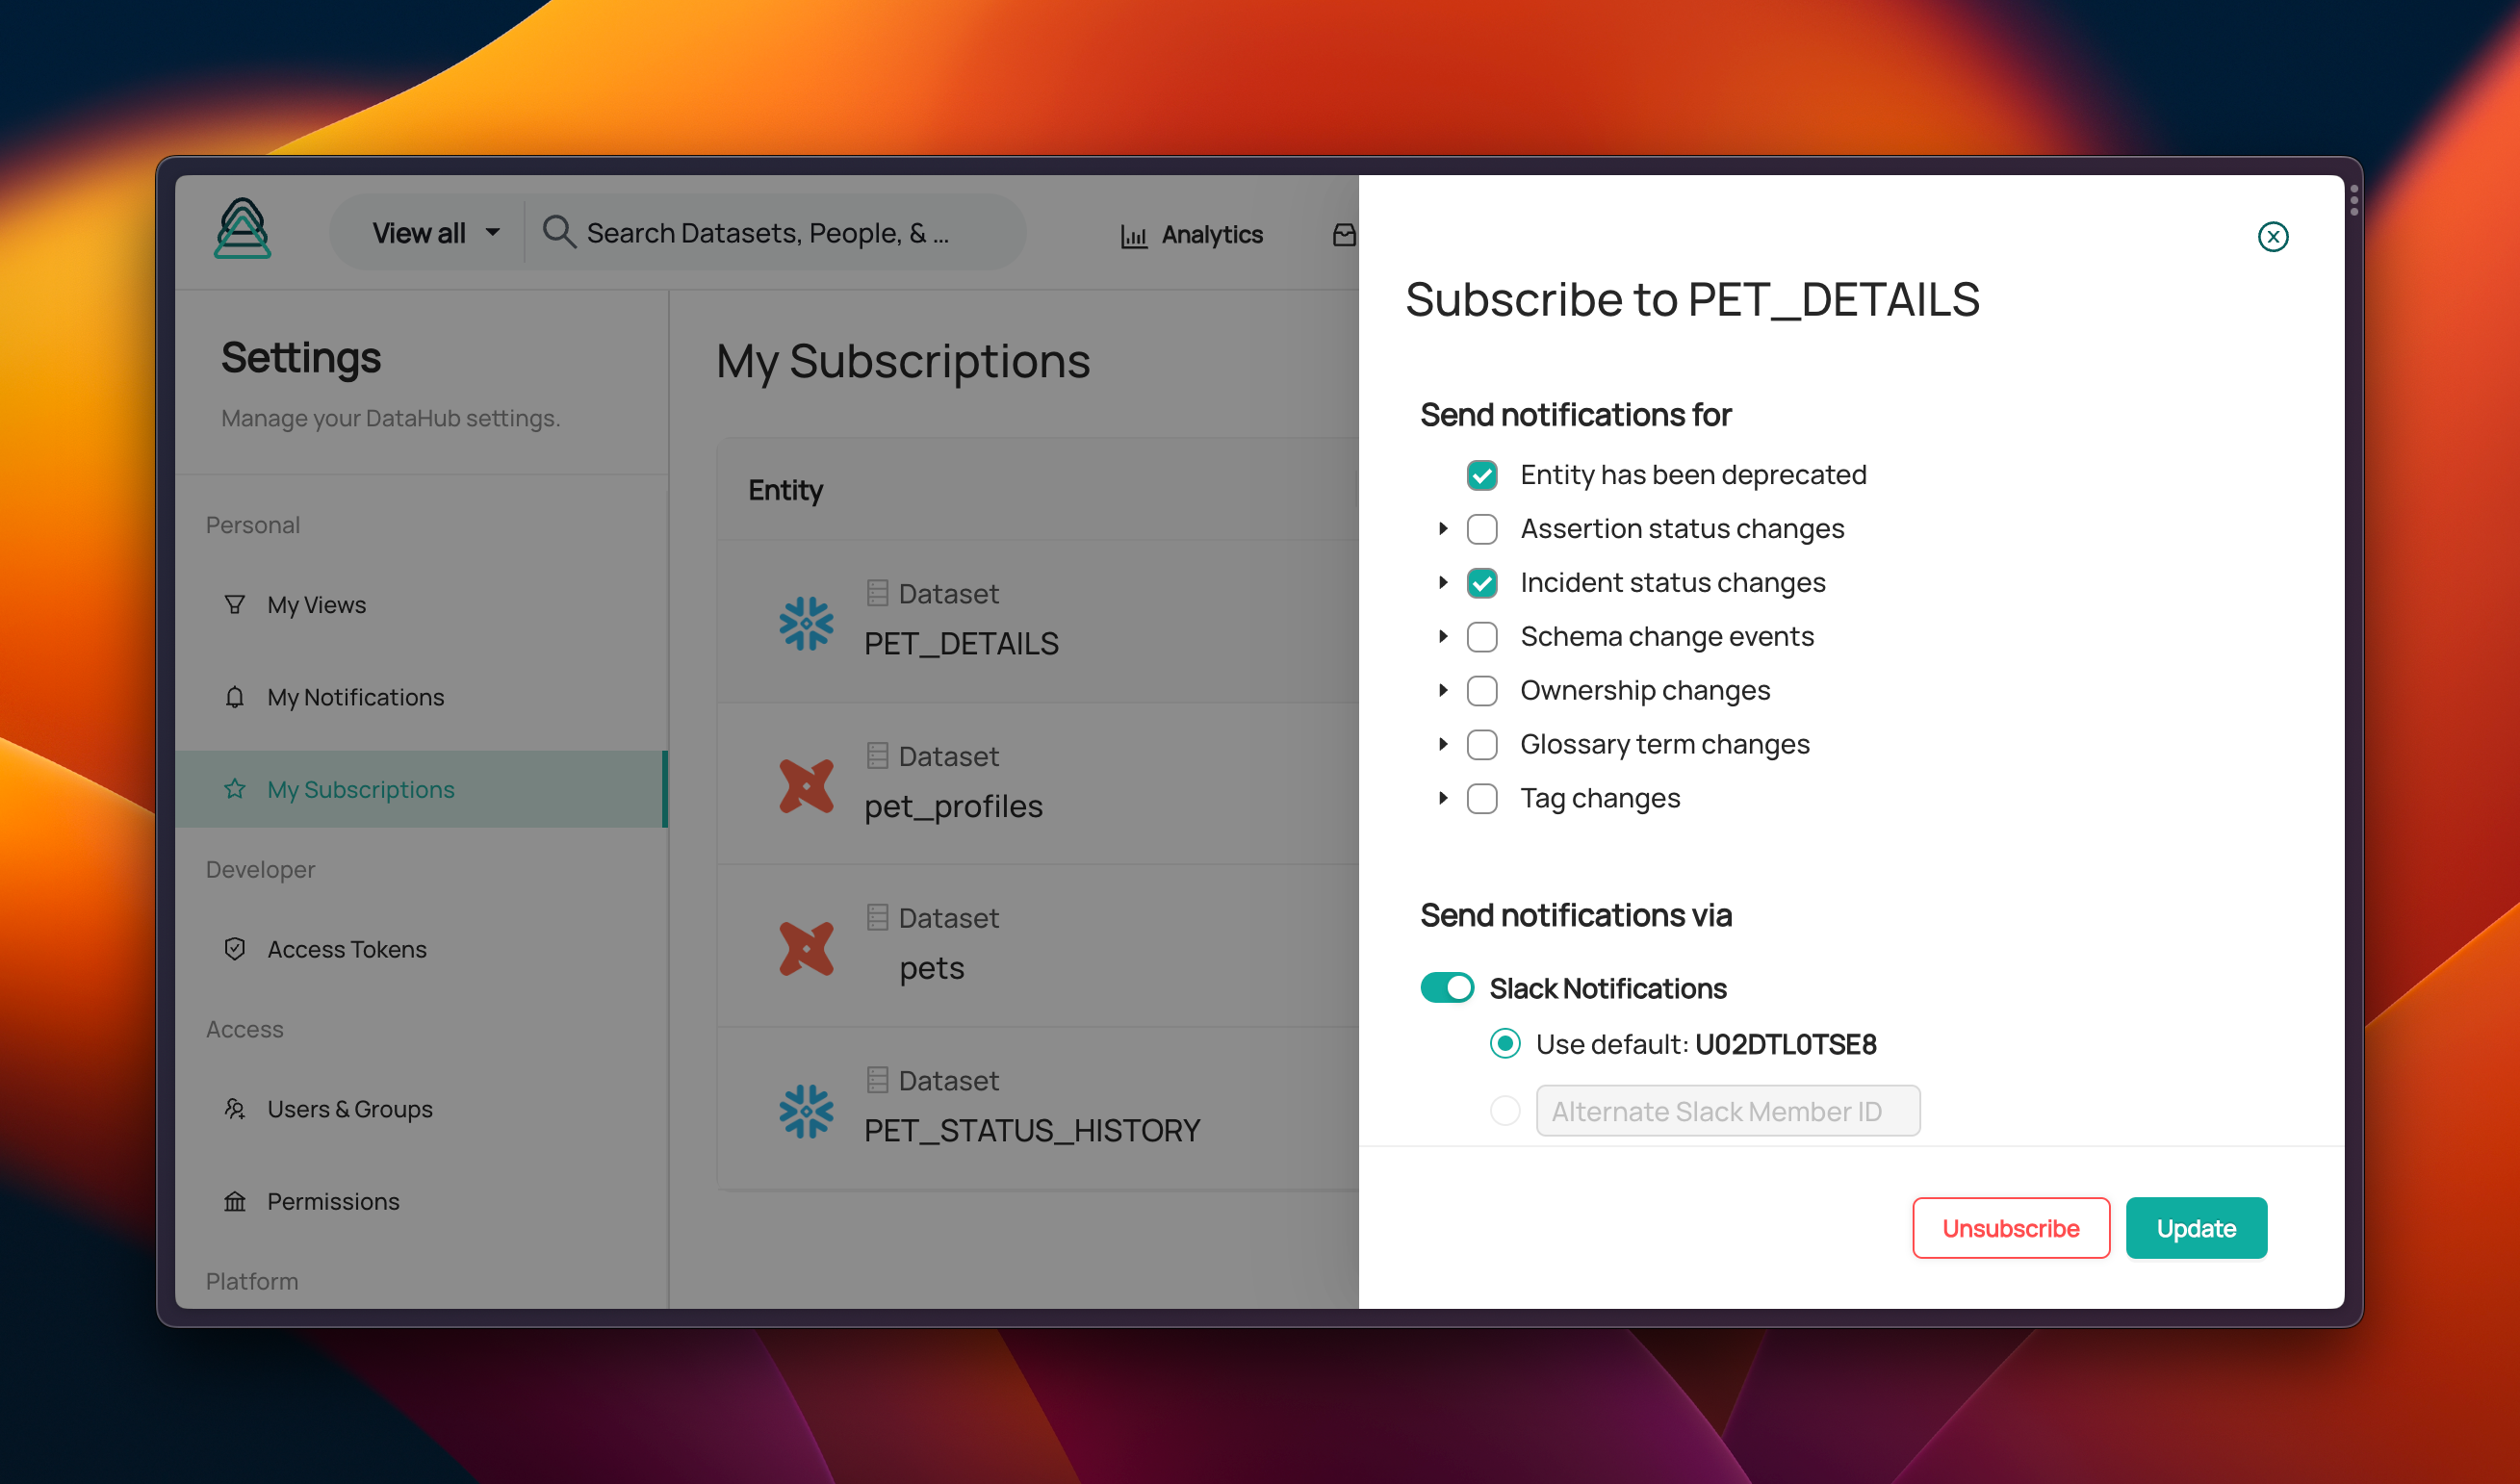 View all
Search Datasets, People, & ...
Analytics
Settings
Manage your DataHub settings.
Personal
My Views
My Notifications
My Subscriptions
Developer
Access Tokens
Access
Users & Groups
Permissions
Platform
My Subscriptions
Entity
Dataset
PET_DETAILS
Dataset
pet_profiles
Dataset
pets
Dataset
PET_STATUS_HISTORY
Subscribe to PET_DETAILS
Send notifications for
Entity has been deprecated
Assertion status changes
Incident status changes
Schema change events
Ownership changes
Glossary term changes
Tag changes
Send notifications via
Slack Notifications
Use default: U02DTL0TSE8
Alternate Slack Member ID
Unsubscribe
Update